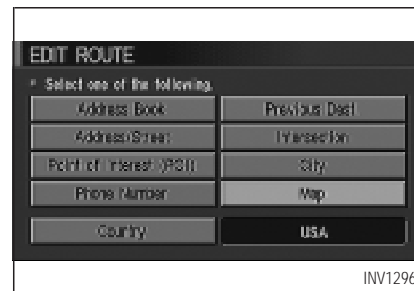 EDIT ROUTE
Select one of the following.
Address Book Previous Dest
Address/Street Intersection
Point of Interest (POI) City
Phone Number Map
Country USA
INV1296